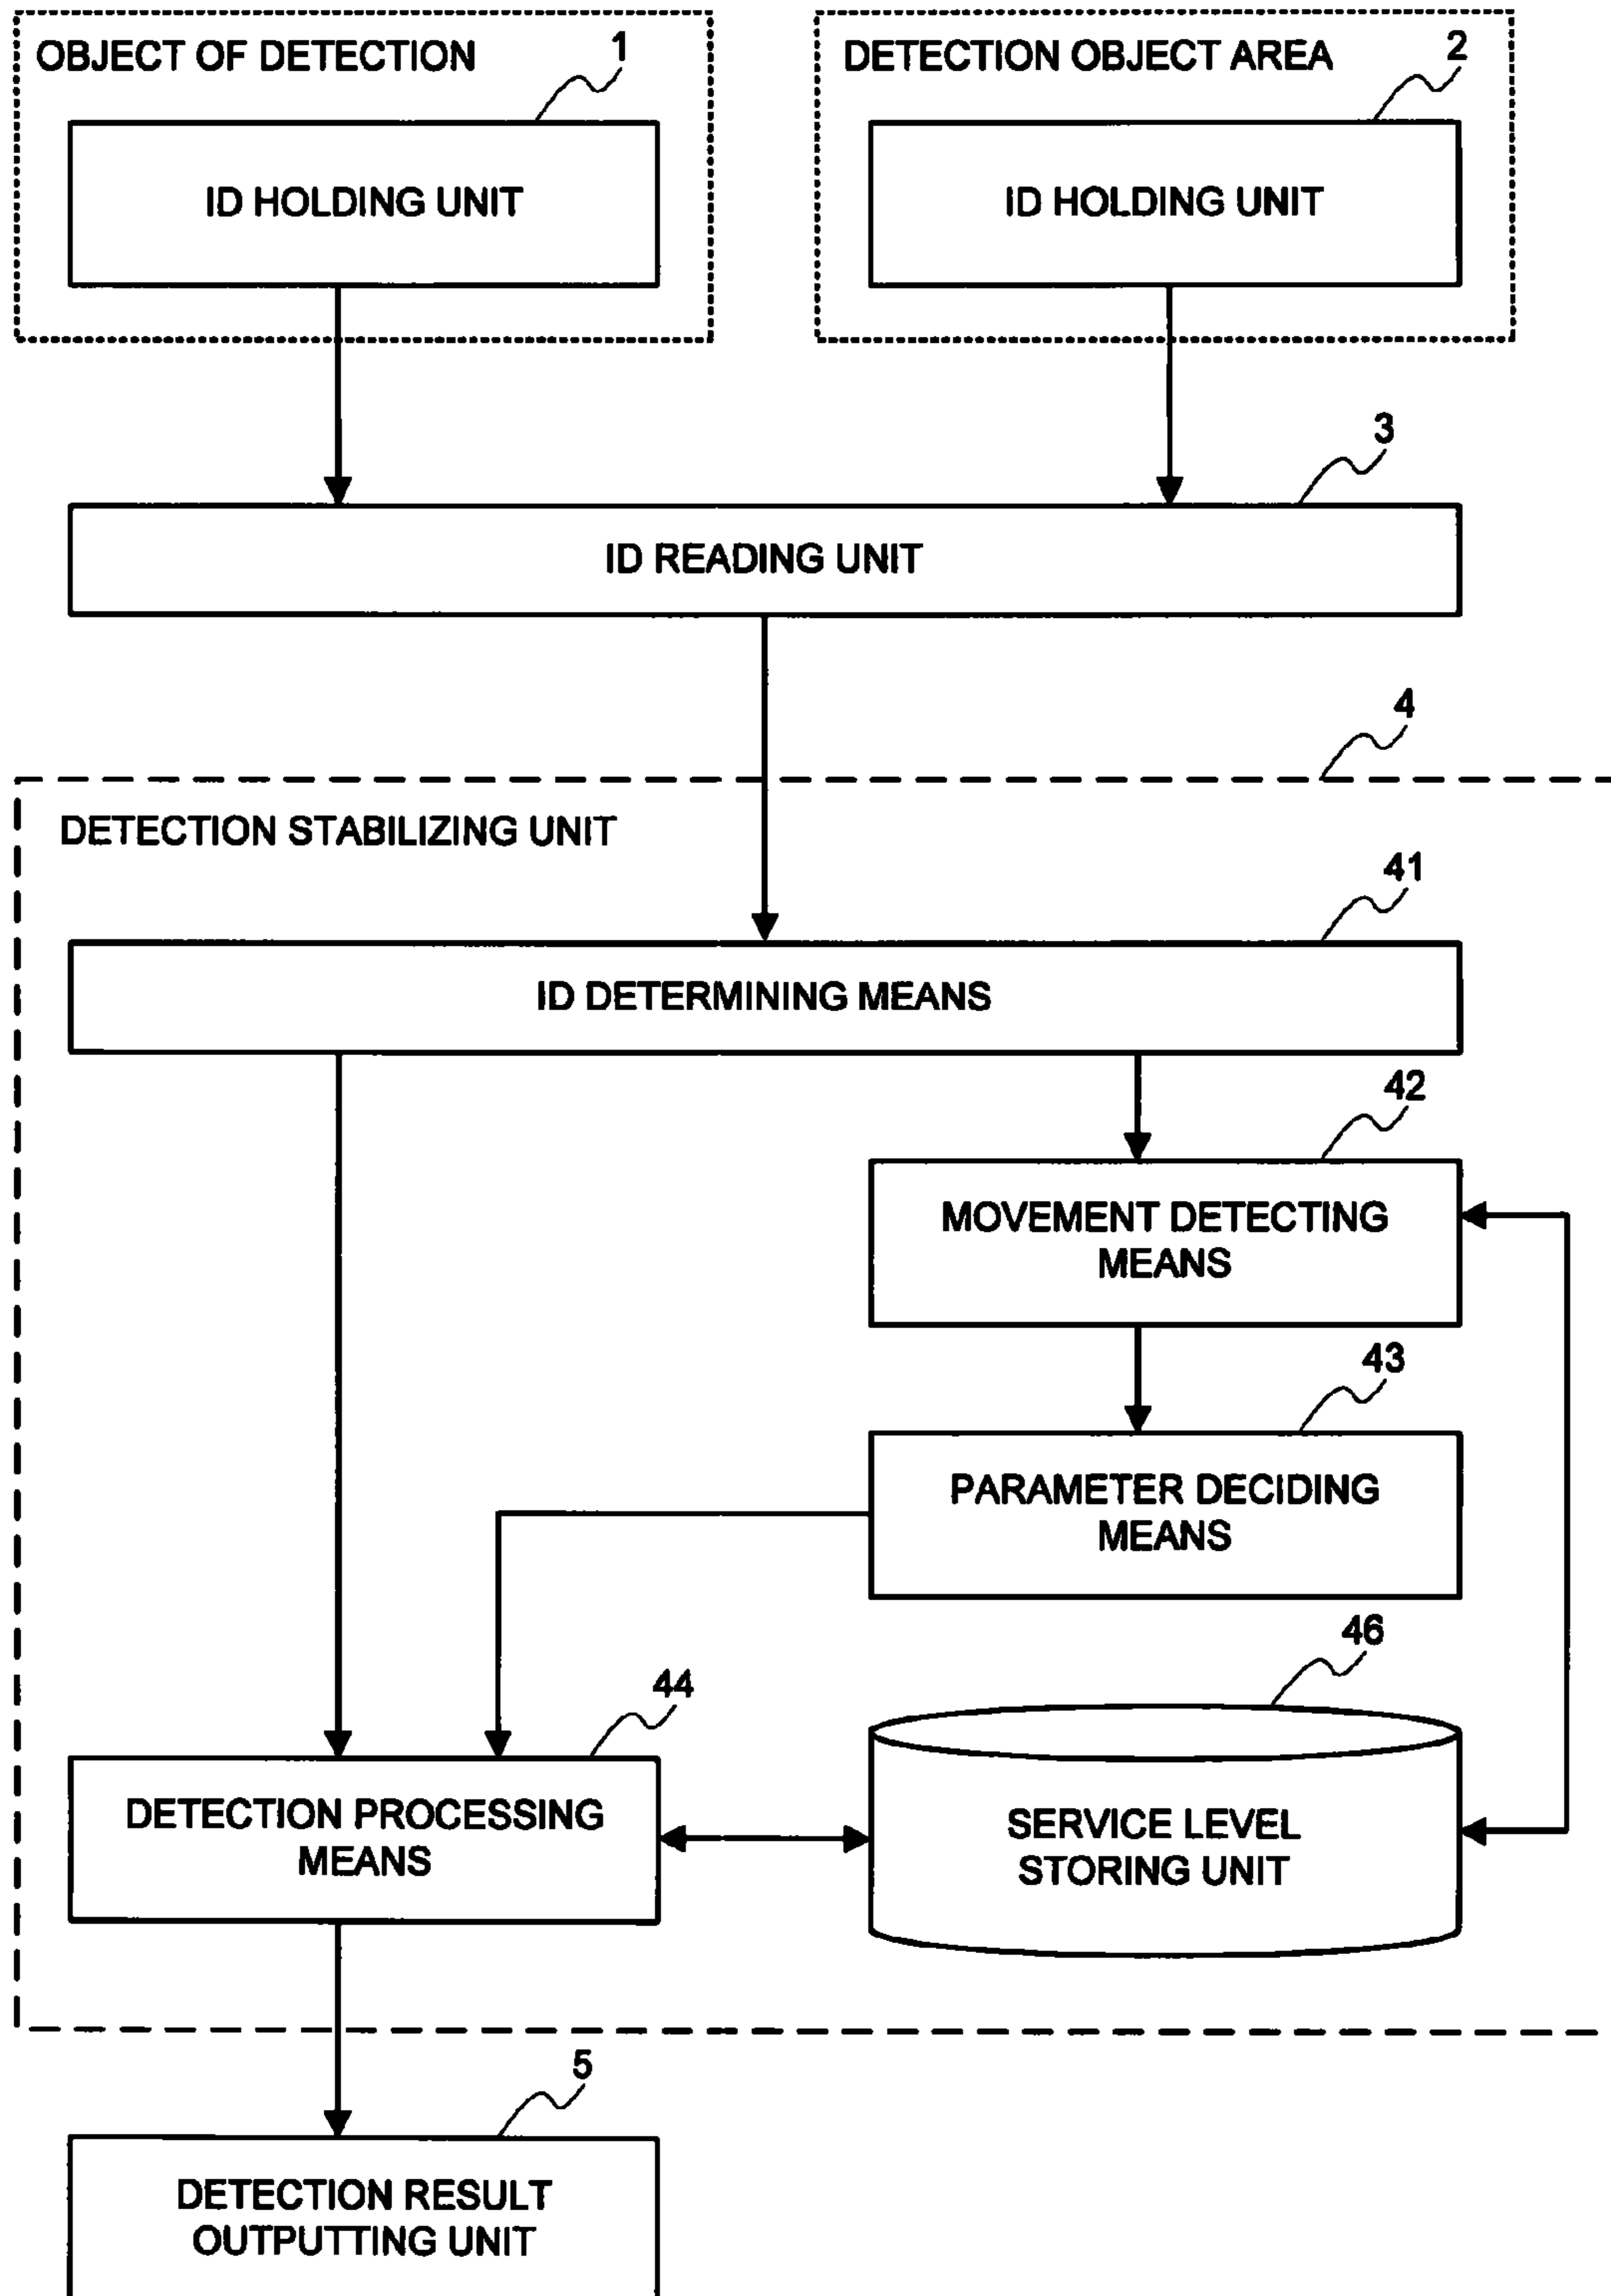 OBJECT OF DETECTION
1
DETECTION OBJECT AREA
2
ID HOLDING UNIT
ID HOLDING UNIT
3
ID READING UNIT
4
DETECTION STABILIZING UNIT
41
ID DETERMINING MEANS
42
MOVEMENT DETECTING
MEANS
43
PARAMETER DECIDING
MEANS
46
44
DETECTION PROCESSING
MEANS
SERVICE LEVEL
STORING UNIT
5
DETECTION RESULT
OUTPUTTING UNIT